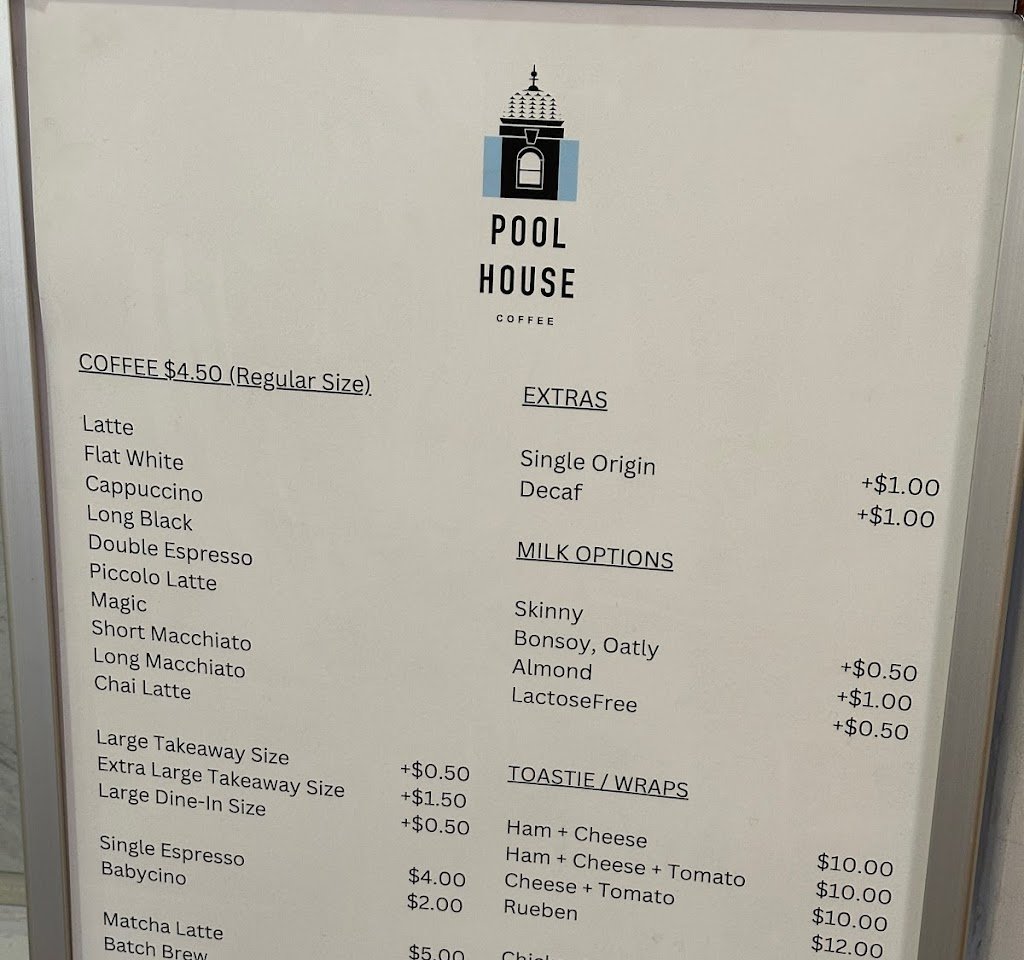 POOL
HOUSE
COFFEE
COFFEE $4.50 (Regular Size)
Latte
Flat White
Cappuccino
Long Black
Double Espresso
Piccolo Latte
Magic
Short Macchiato
Long Macchiato
Chai Latte
Large Takeaway Size +$0.50
Extra Large Takeaway Size +$1.50
Large Dine-In Size +$0.50
Single Espresso $4.00
Babycino $2.00
Matcha Latte $5.00
Batch Brew
EXTRAS
Single Origin +$1.00
Decaf +$1.00
MILK OPTIONS
Skinny
Bonsoy, Oatly +$0.50
Almond +$1.00
LactoseFree +$0.50
TOASTIE / WRAPS
Ham + Cheese $10.00
Ham + Cheese + Tomato $10.00
Cheese + Tomato $10.00
Rueben $12.00